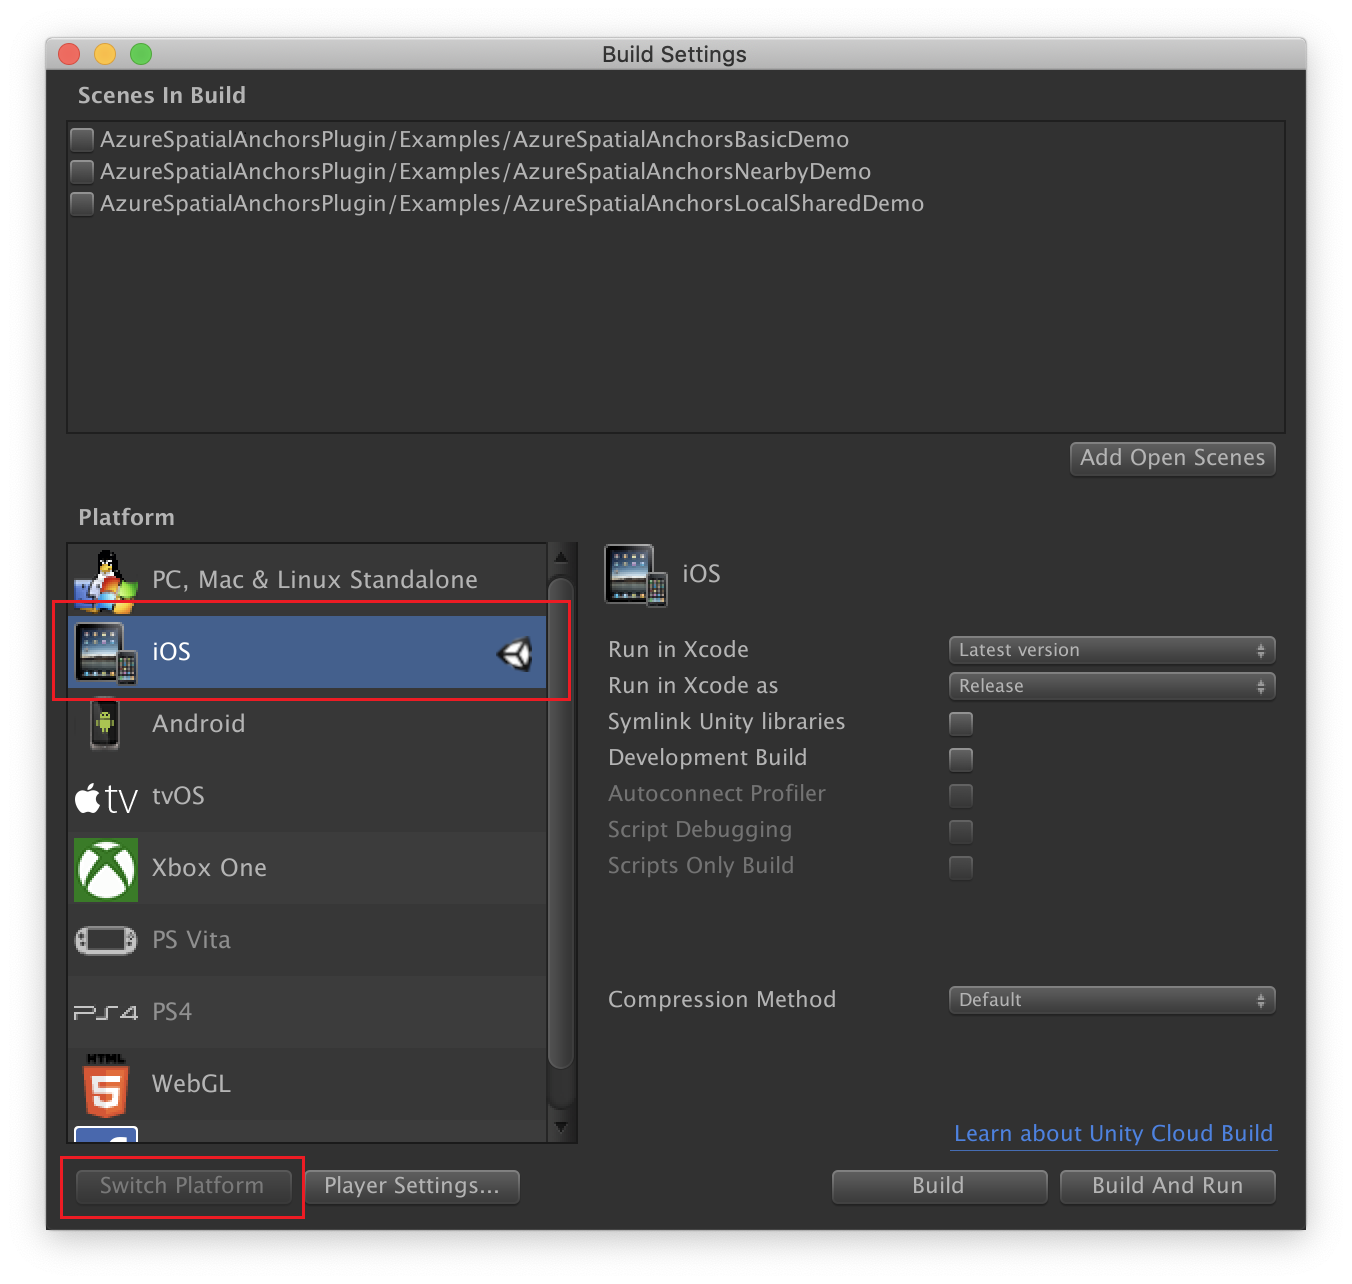 Build Settings
Scenes In Build
AzureSpatialAnchorsPlugin/Examples/AzureSpatialAnchorsBasicDemo
AzureSpatialAnchorsPlugin/Examples/AzureSpatialAnchorsNearbyDemo
AzureSpatialAnchorsPlugin/Examples/AzureSpatialAnchorsLocalSharedDemo
Add Open Scenes
Platform
PC, Mac & Linux Standalone
iOS
Android
tv tvOS
Xbox One
PS Vita
PS4 PS4
HTML
5 WebGL
iOS
Run in Xcode Latest version
Run in Xcode as Release
Symlink Unity libraries
Development Build
Autoconnect Profiler
Script Debugging
Scripts Only Build
Compression Method Default
Learn about Unity Cloud Build
Switch Platform Player Settings... Build Build And Run